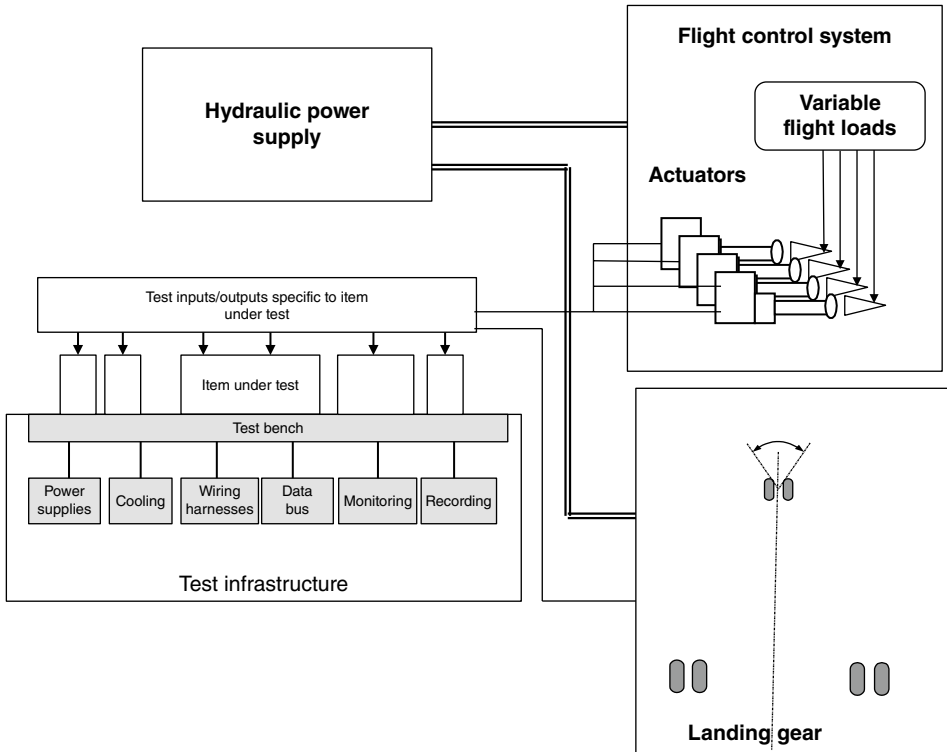 Flight control system
Hydraulic power
supply
Variable
flight loads
Actuators
Test inputs/outputs specific to item
under test
Item under test
Test bench
Power
supplies
Cooling
Wiring
harnesses
Data
bus
Monitoring
Recording
Test infrastructure
Landing gear